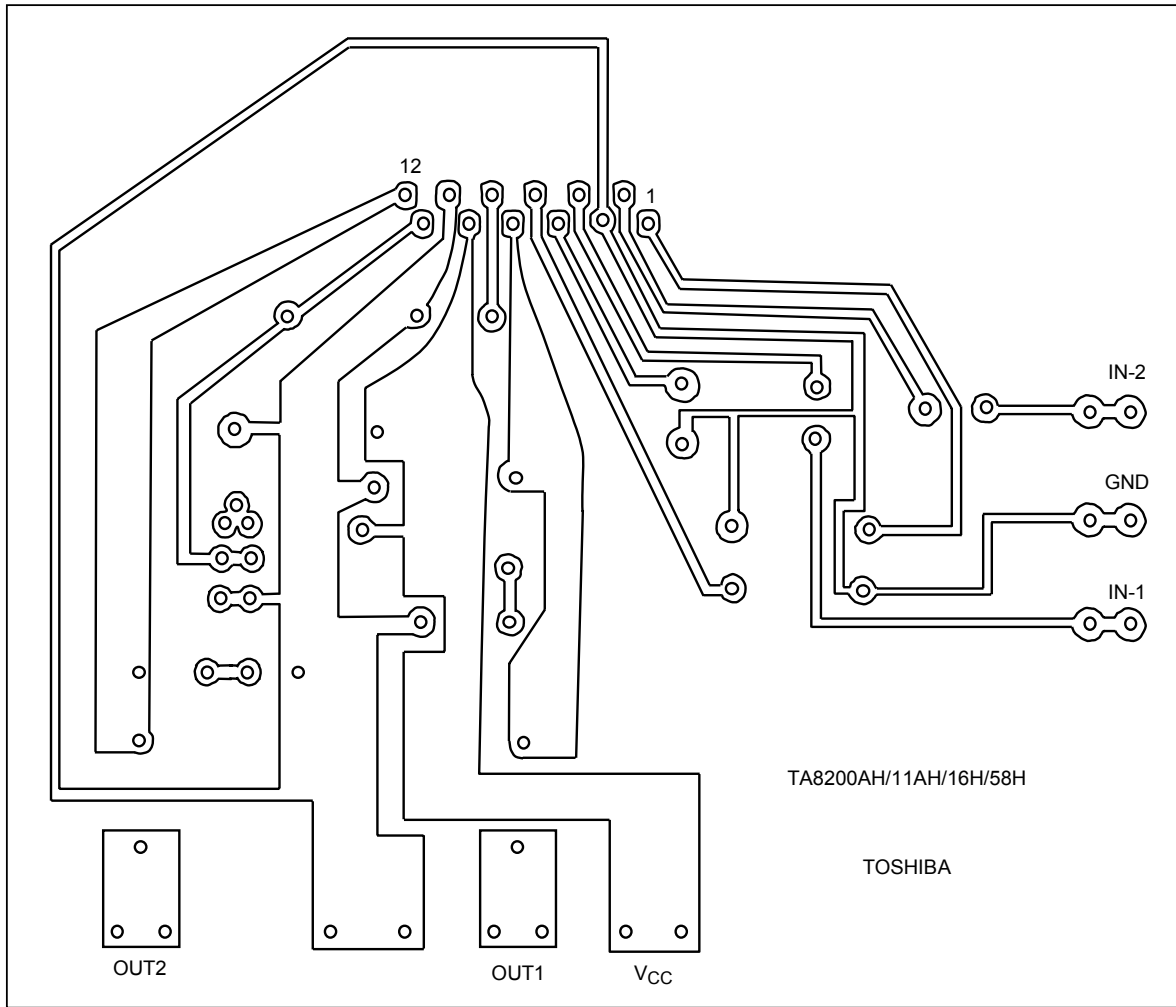 12
1
IN-2
GND
IN-1
TA8200AH/11AH/16H/58H
TOSHIBA
OUT2
OUT1
VCC